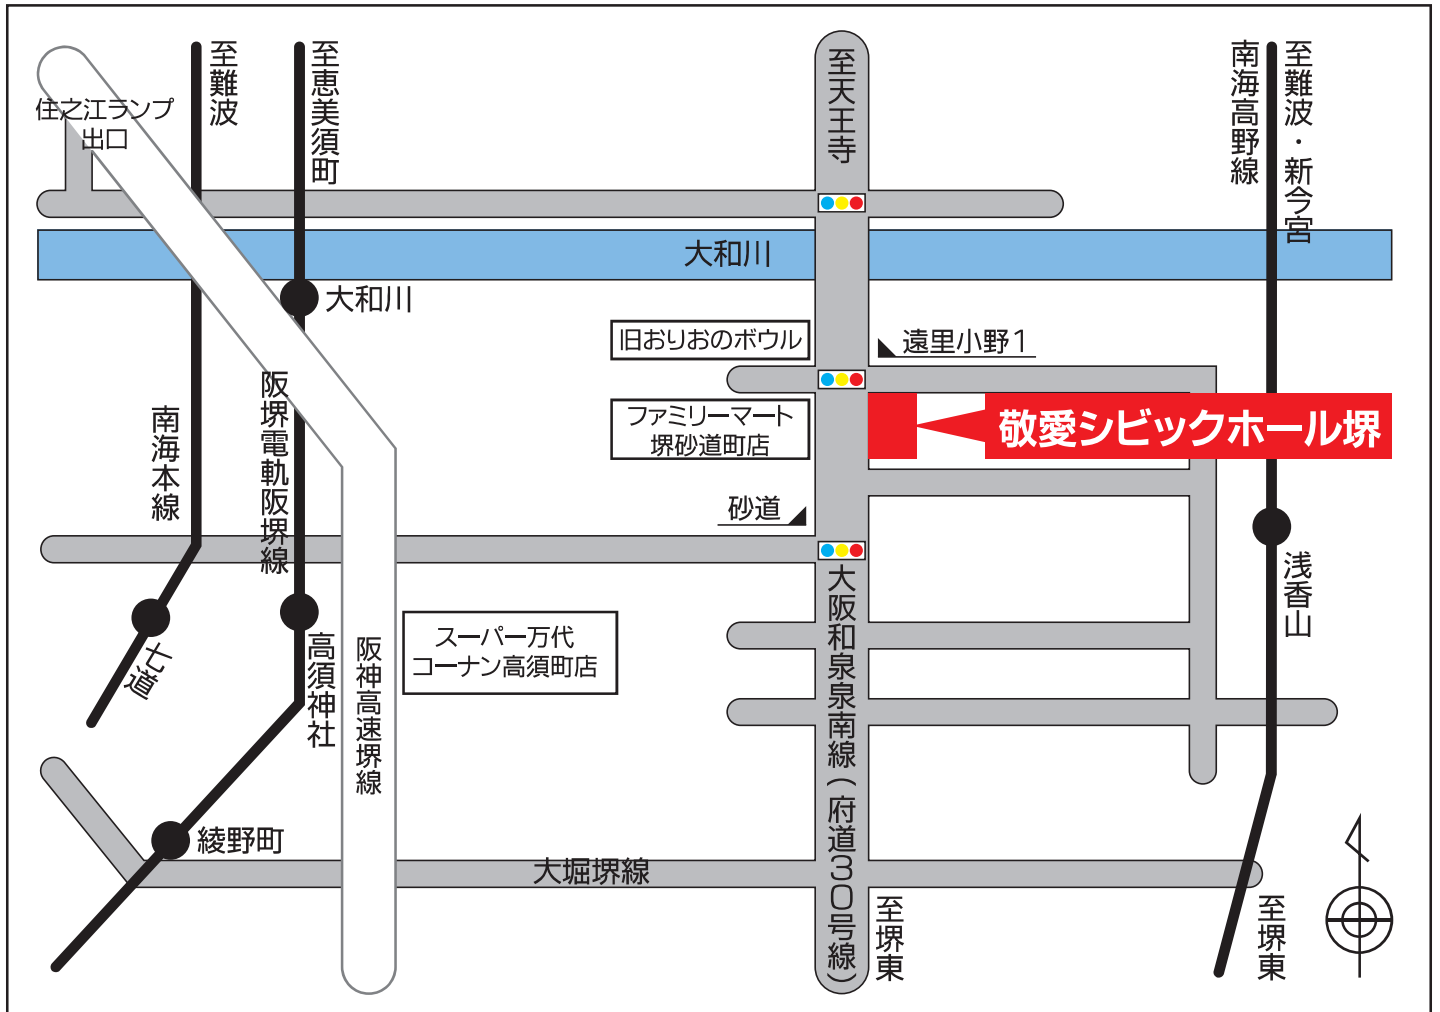 至難波
至恵美須町
至天王寺
南海高野線
至難波・新今宮
住之江ランプ
出口
大和川
大和川
旧おりおのボウル
遠里小野1
阪堺電軌阪堺線
南海本線
ファミリーマート
堺砂道町店
敬愛シビックホール堺
砂道
浅香山
大阪和泉泉南線(府道30号線)
七道
高須神社
阪神高速堺線
スーパー万代
コーナン高須町店
綾野町
大堀堺線
至堺東
至堺東